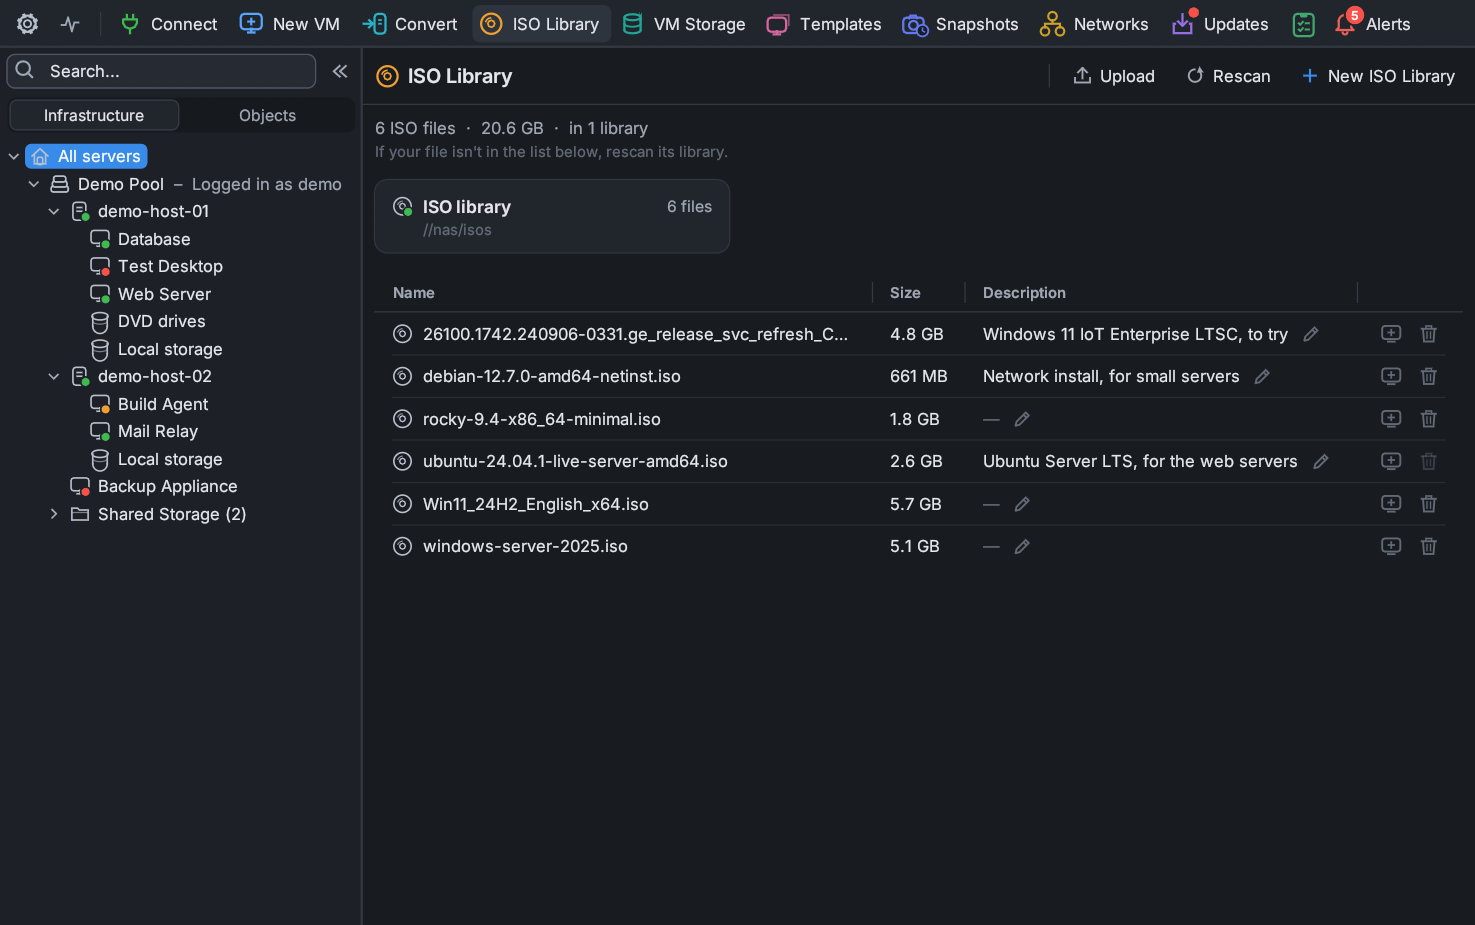 Connect New VM Convert ISO Library VM Storage Templates Snapshots Networks Updates 5 Alerts
Search...
Infrastructure Objects
All servers
Demo Pool – Logged in as demo
demo-host-01
Database
Test Desktop
Web Server
DVD drives
Local storage
demo-host-02
Build Agent
Mail Relay
Local storage
Backup Appliance
Shared Storage (2)
ISO Library Upload Rescan New ISO Library
6 ISO files · 20.6 GB · in 1 library
If your file isn't in the list below, rescan its library.
ISO library 6 files
//nas/isos
Name Size Description
26100.1742.240906-0331.ge_release_svc_refresh_C... 4.8 GB Windows 11 IoT Enterprise LTSC, to try
debian-12.7.0-amd64-netinst.iso 661 MB Network install, for small servers
rocky-9.4-x86_64-minimal.iso 1.8 GB —
ubuntu-24.04.1-live-server-amd64.iso 2.6 GB Ubuntu Server LTS, for the web servers
Win11_24H2_English_x64.iso 5.7 GB —
windows-server-2025.iso 5.1 GB —